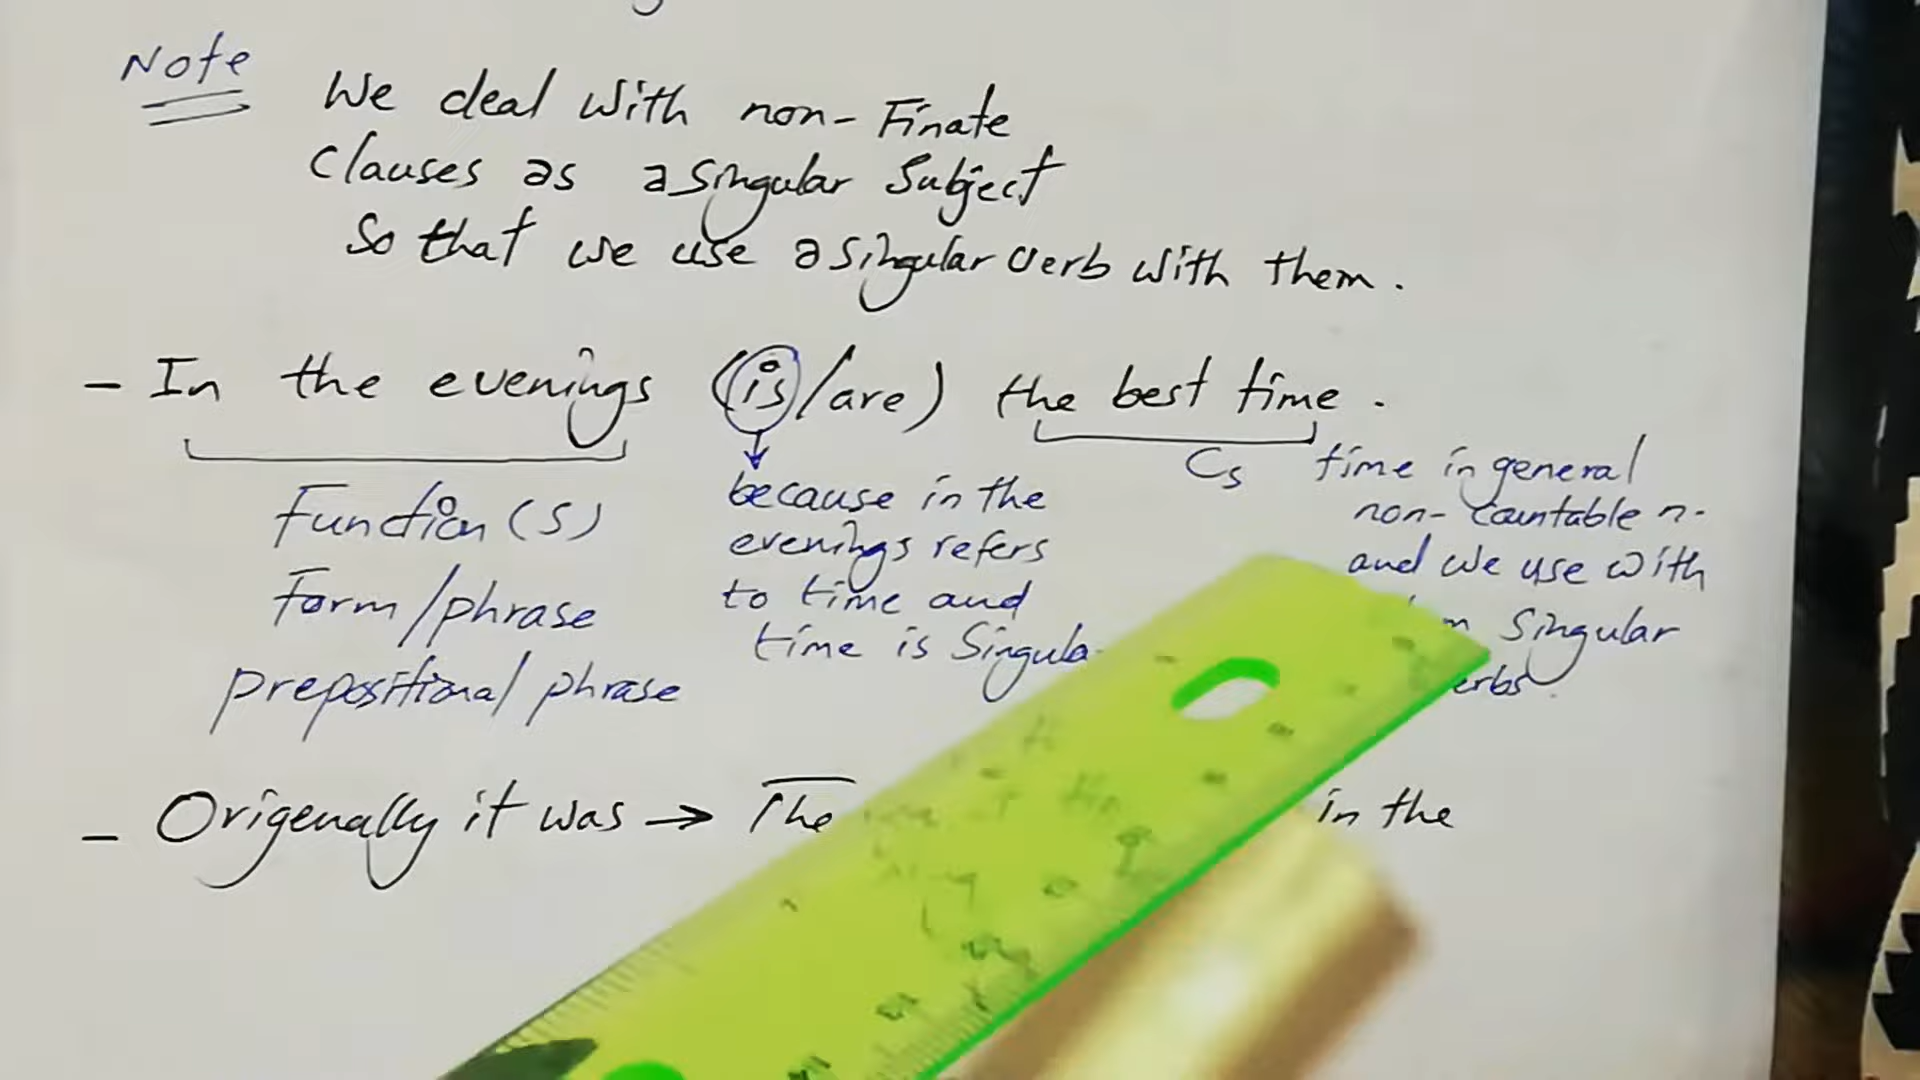 Note
We deal with non-Finate
clauses as a singular subject
So that we use a singular verb with them.
- In the evenings (is/are) the best time.
Function (S)
Form/phrase
prepositional phrase
because in the
evenings refers
to time and
time is
Cs
time in general
non-countable n.
and we use with
Singular
- Origenally it was → The
in the